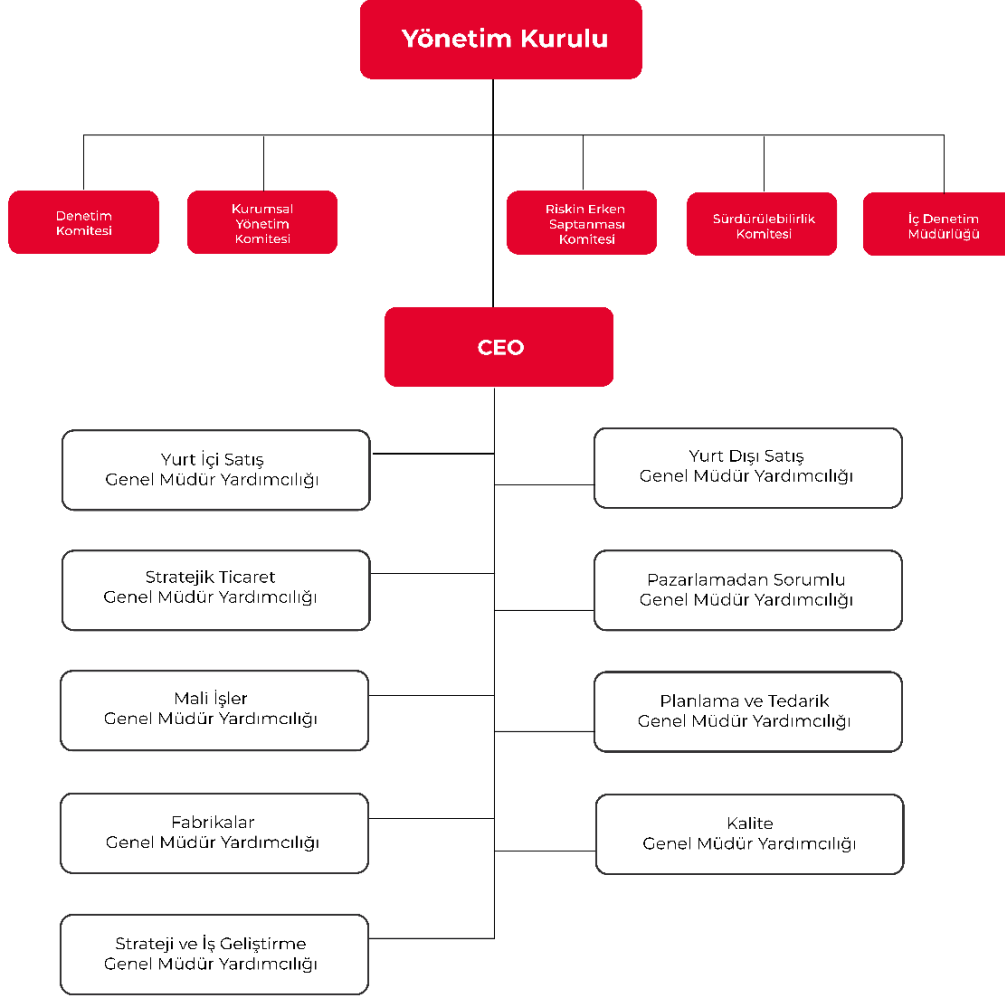 Yönetim Kurulu
Denetim
Komitesi
Kurumsal
Yönetim
Komitesi
Riskin Erken
Saptanması
Komitesi
Sürdürülebilirlik
Komitesi
İç Denetim
Müdürlüğü
CEO
Yurt İçi Satış
Genel Müdür Yardımcılığı
Yurt Dışı Satış
Genel Müdür Yardımcılığı
Stratejik Ticaret
Genel Müdür Yardımcılığı
Pazarlamadan Sorumlu
Genel Müdür Yardımcılığı
Mali İşler
Genel Müdür Yardımcılığı
Planlama ve Tedarik
Genel Müdür Yardımcılığı
Fabrikalar
Genel Müdür Yardımcılığı
Kalite
Genel Müdür Yardımcılığı
Strateji ve İş Geliştirme
Genel Müdür Yardımcılığı